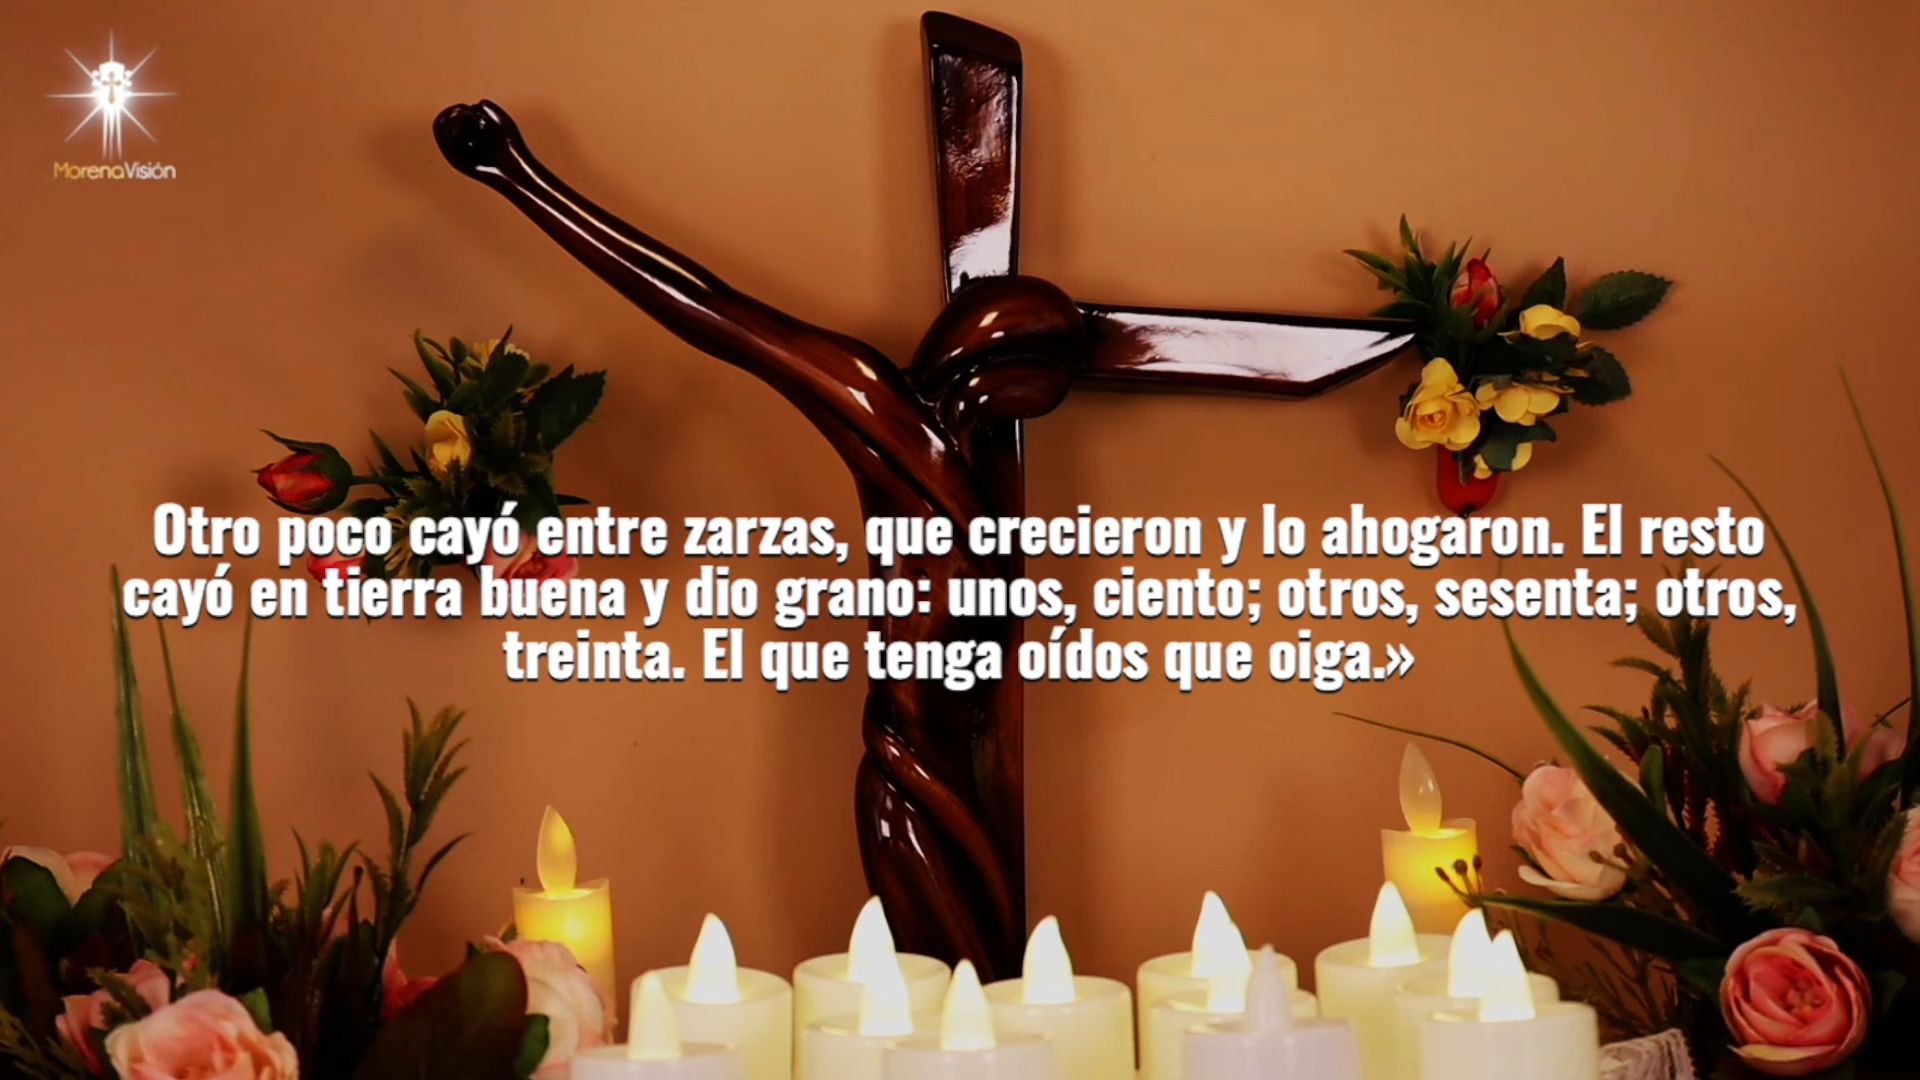 MorenaVisión
Otro poco cayó entre zarzas, que crecieron y lo ahogaron. El resto
cayó en tierra buena y dio grano: unos, ciento; otros, sesenta; otros,
treinta. El que tenga oídos que oiga.»